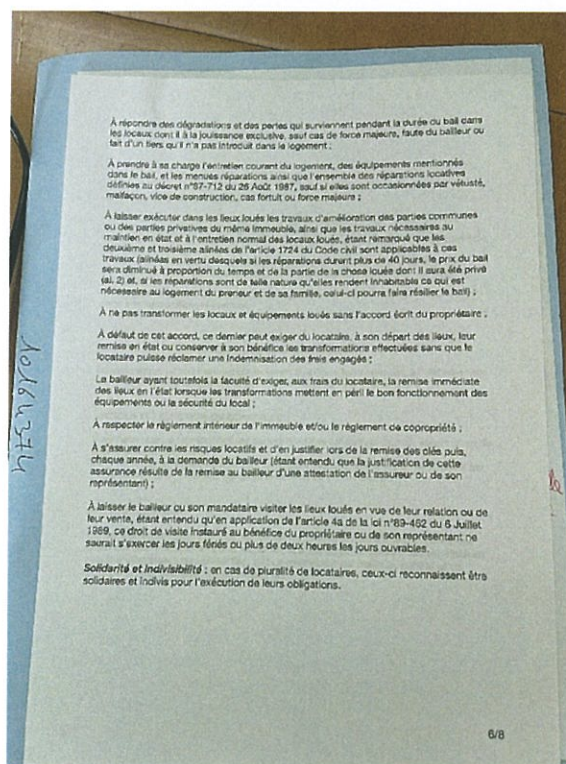 À répondre des dégradations et des pertes qui surviennent pendant la durée du bail dans
les locaux dont il à la jouissance exclusive, sauf cas de force majeure, faute du bailleur ou
fait d'un tiers qu'il n'a pas introduit dans le logement ;
À prendre à sa charge l'entretien courant du logement, des équipements mentionnés
dans le bail, et les menues réparations ainsi que l'ensemble des réparations locatives
définies au décret n°87-712 du 26 Août 1987, sauf si elles sont occasionnées par vétusté,
malfaçon, vice de construction, cas fortuit ou force majeure ;
À laisser exécuter dans les lieux loués les travaux d'amélioration des parties communes
ou des parties privatives du même immeuble, ainsi que les travaux nécessaires au
maintien en état et à l'entretien normal des locaux loués, étant remarqué que les
deuxième et troisième alinéas de l'article 1724 du Code civil sont applicables à ces
travaux (alinéas en vertu desquels si les réparations durent plus de 40 jours, le prix du bail
sera diminué à proportion du temps et de la partie de la chose louée dont il aura été privé
(al. 2) et, si les réparations sont de telle nature qu'elles rendent inhabitable ce qui est
nécessaire au logement du preneur et de sa famille, celui-ci pourra faire résilier le bail) ;
À ne pas transformer les locaux et équipements loués sans l'accord écrit du propriétaire ;
À défaut de cet accord, ce dernier peut exiger du locataire, à son départ des lieux, leur
remise en état ou conserver à son bénéfice les transformations effectuées sans que le
locataire puisse réclamer une indemnisation des frais engagés ;
Le bailleur ayant toutefois la faculté d'exiger, aux frais du locataire, la remise immédiate
des lieux en l'état lorsque les transformations mettent en péril le bon fonctionnement des
équipements ou la sécurité du local ;
À respecter le règlement intérieur de l'immeuble et/ou le règlement de copropriété ;
À s'assurer contre les risques locatifs et d'en justifier lors de la remise des clés puis,
chaque année, à la demande du bailleur (étant entendu que la justification de cette
assurance résulte de la remise au bailleur d'une attestation de l'assureur ou de son
représentant) ;
À laisser le bailleur ou son mandataire visiter les lieux loués en vue de leur relation ou de
leur vente, étant entendu qu'en application de l'article 4a de la loi n°89-462 du 6 Juillet
1989, ce droit de visite instauré au bénéfice du propriétaire ou de son représentant ne
saurait s'exercer les jours fériés ou plus de deux heures les jours ouvrables.
Solidarité et indivisibilité : en cas de pluralité de locataires, ceux-ci reconnaissent être
solidaires et indivis pour l'exécution de leurs obligations.
6/8